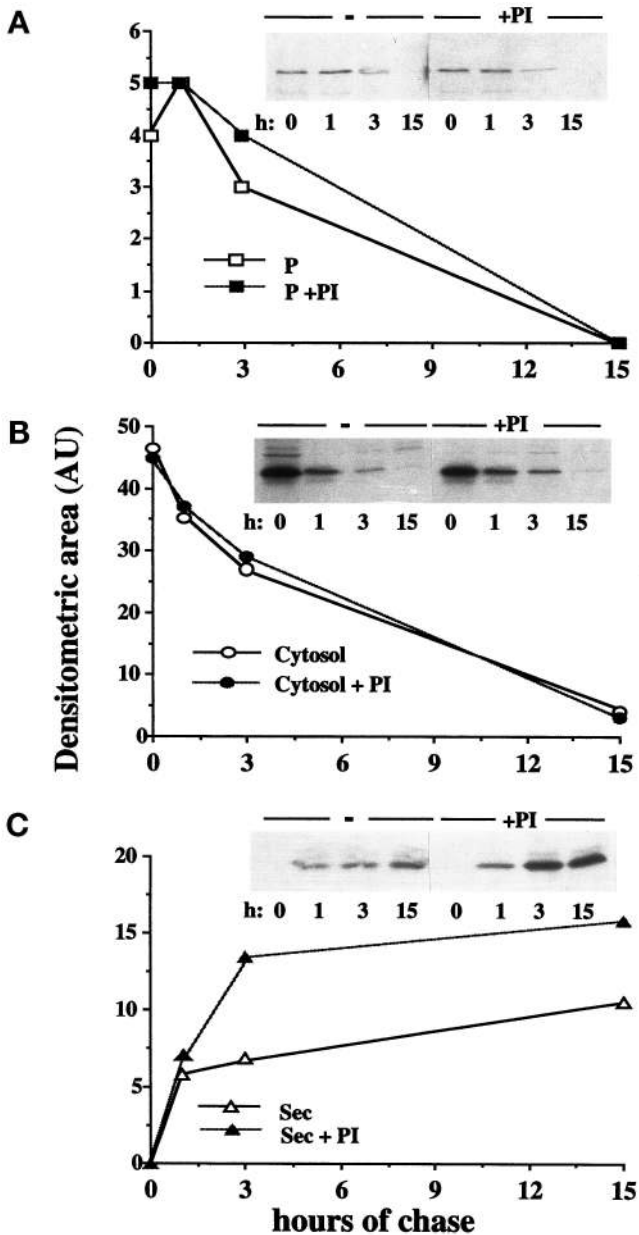 A
- +PI
h: 0 1 3 15 0 1 3 15
6
5
4
3
2
1
0
P
P +PI
0 3 6 9 12 15
B
- +PI
h: 0 1 3 15 0 1 3 15
50
40
30
20
10
0
Cytosol
Cytosol + PI
0 3 6 9 12 15
Densitometric area (AU)
C
- +PI
h: 0 1 3 15 0 1 3 15
20
15
10
5
0
Sec
Sec + PI
0 3 6 9 12 15
hours of chase